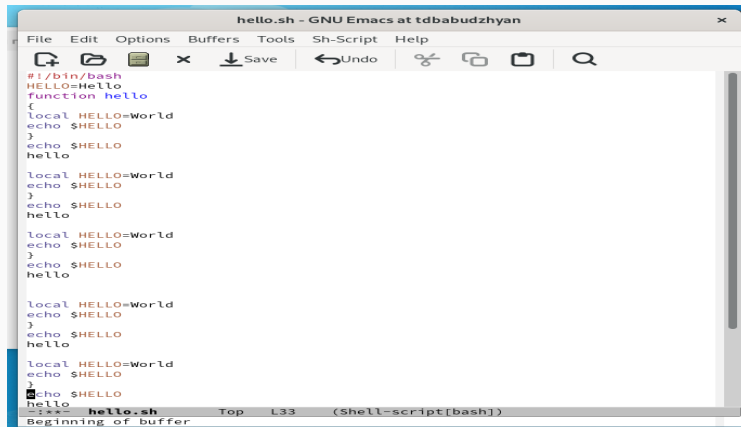 hello.sh - GNU Emacs at tdbabudzhyan
File Edit Options Buffers Tools Sh-Script Help
Save Undo
#!/bin/bash
HELLO=Hello
function hello
{
local HELLO=World
echo $HELLO
}
echo $HELLO
hello
local HELLO=World
echo $HELLO
}
echo $HELLO
hello
local HELLO=World
echo $HELLO
}
echo $HELLO
hello
local HELLO=World
echo $HELLO
}
echo $HELLO
hello
local HELLO=World
echo $HELLO
}
echo $HELLO
hello
-:**- hello.sh Top L33 (Shell-script[bash])
Beginning of buffer